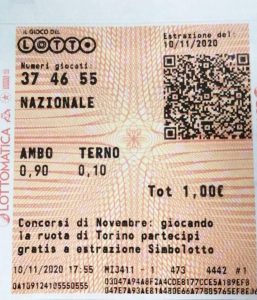 IL GIOCO DEL
LOTTO
Estrazione del:
10/11/2020
Numeri giocati:
37 46 55
NAZIONALE
AMBO TERNO
0,90 0,10
Tot 1,00€
Concorsi di Novembre: giocando
la ruota di Torino partecipi
gratis a estrazione Simbolotto
10/11/2020 17:55 MI3411 - 1 473 4442 #1
LOTTOMATICA